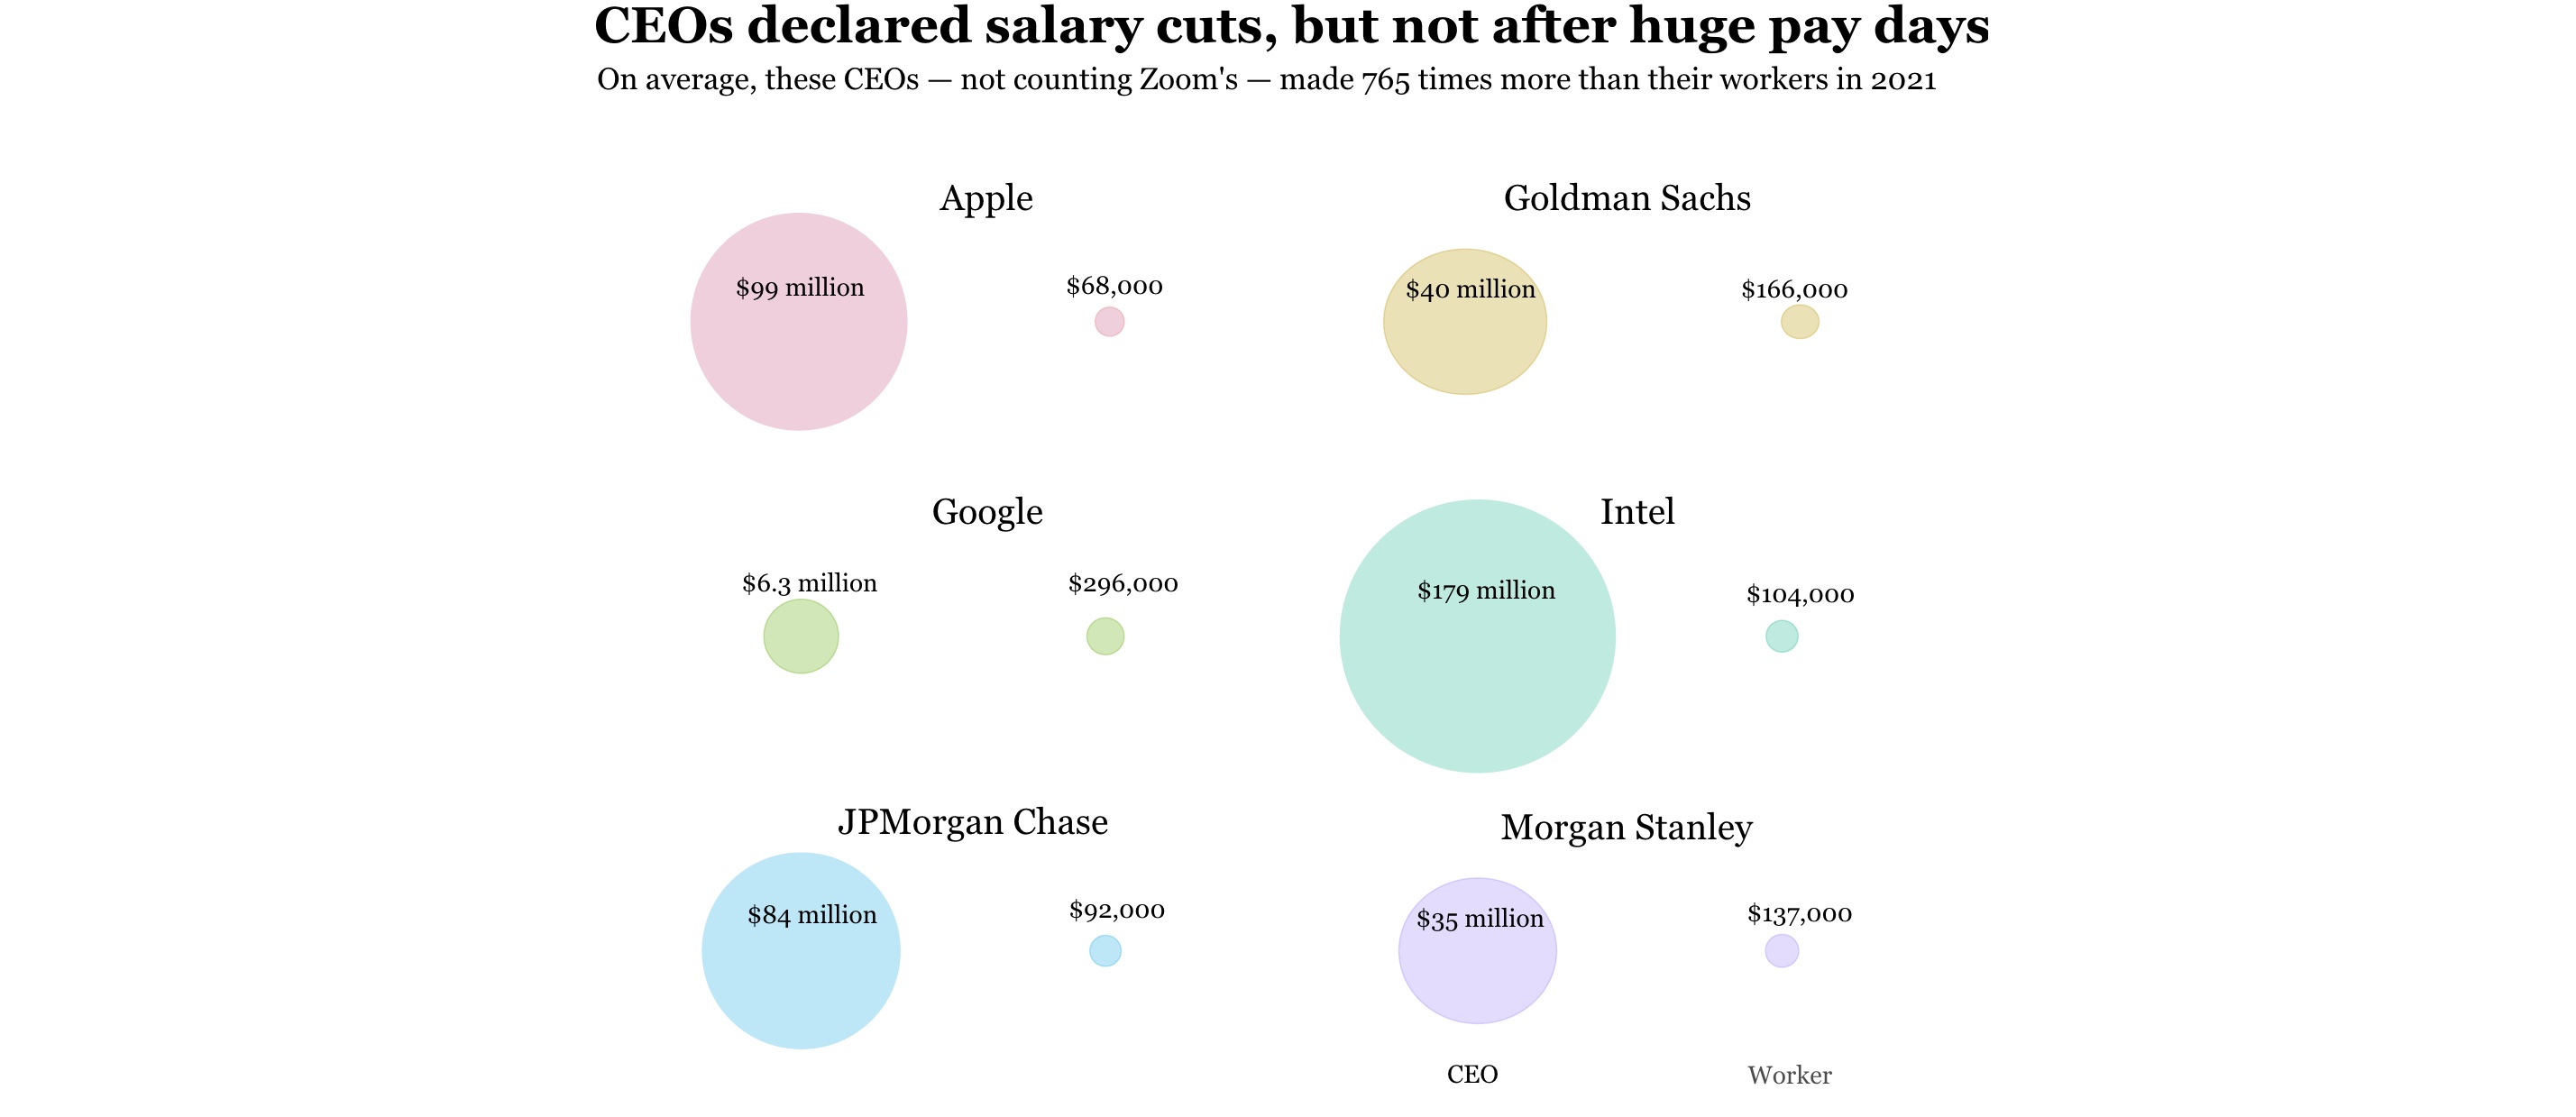 CEOs declared salary cuts, but not after huge pay days
On average, these CEOs — not counting Zoom's — made 765 times more than their workers in 2021
Apple
$99 million
$68,000
Goldman Sachs
$40 million
$166,000
Google
$6.3 million
$296,000
Intel
$179 million
$104,000
JPMorgan Chase
$84 million
$92,000
Morgan Stanley
$35 million
$137,000
CEO
Worker